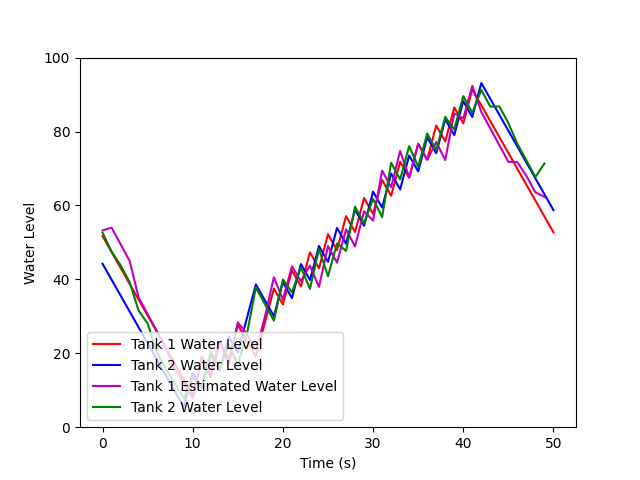 100
80
60
40
20
0
Water Level
Tank 1 Water Level
Tank 2 Water Level
Tank 1 Estimated Water Level
Tank 2 Water Level
0 10 20 30 40 50
Time (s)